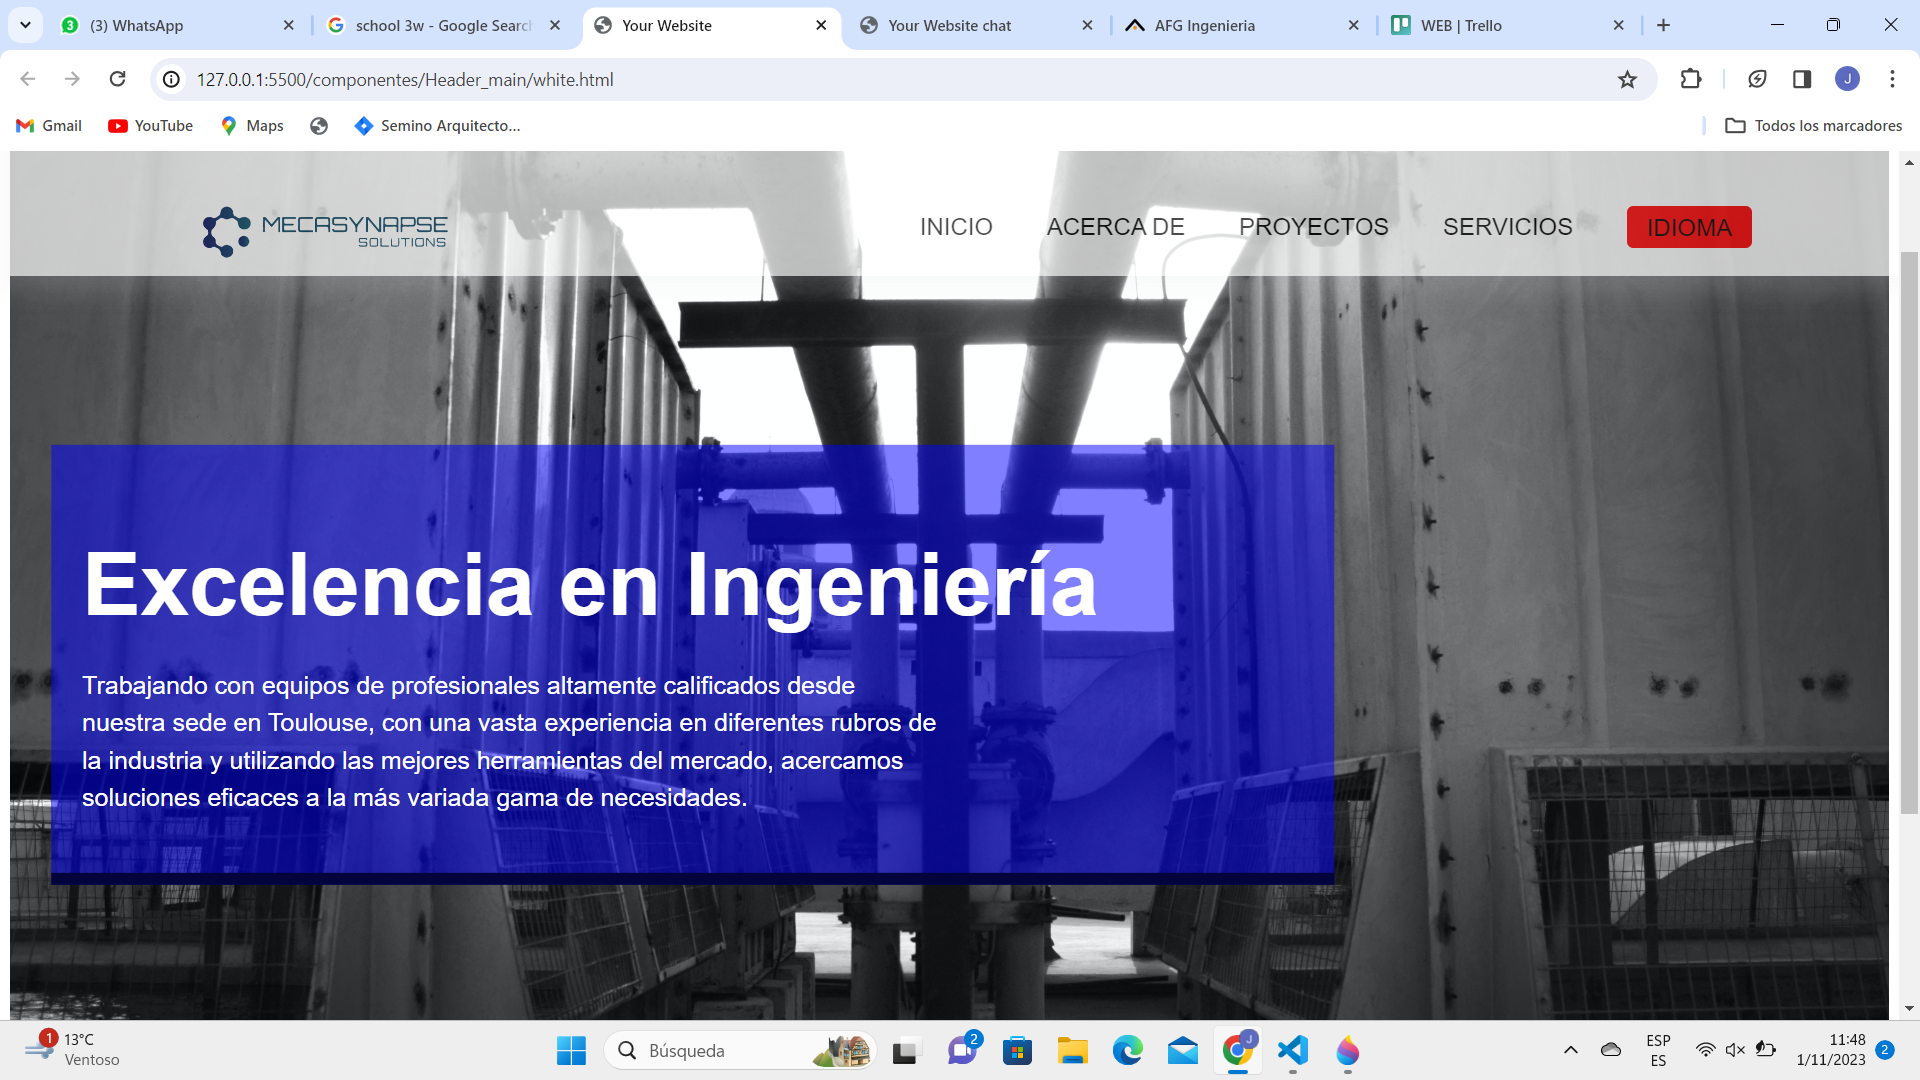 (3) WhatsApp
school 3w - Google Searc
Your Website
Your Website chat
AFG Ingenieria
WEB | Trello
127.0.0.1:5500/componentes/Header_main/white.html
J
Gmail
YouTube
Maps
Semino Arquitecto...
Todos los marcadores
MECASYNAPSE
SOLUTIONS
INICIO
ACERCA DE
PROYECTOS
SERVICIOS
IDIOMA
Excelencia en Ingeniería
Trabajando con equipos de profesionales altamente calificados desde
nuestra sede en Toulouse, con una vasta experiencia en diferentes rubros de
la industria y utilizando las mejores herramientas del mercado, acercamos
soluciones eficaces a la más variada gama de necesidades.
1
13°C
Ventoso
Búsqueda
2
J
ESP
ES
11:48
1/11/2023
2